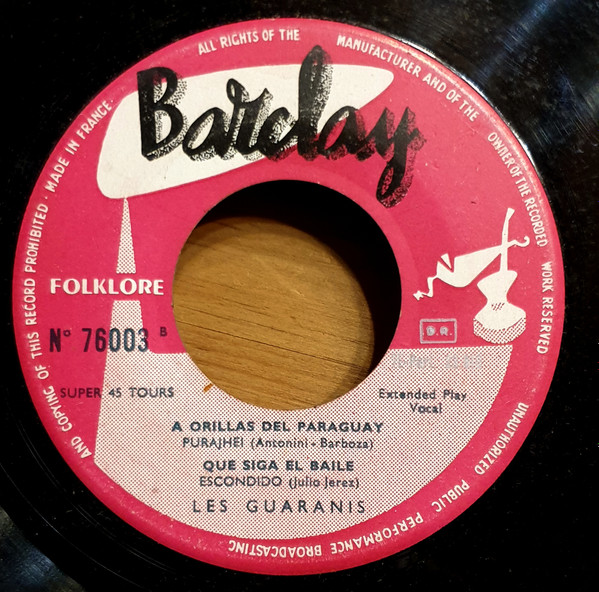 ALL RIGHTS OF THE MANUFACTURER AND OF THE OWNER OF THE RECORDED WORK RESERVED
UNAUTHORIZED PUBLIC PERFORMANCE BROADCASTING
AND COPYING OF THIS RECORD PROHIBITED · MADE IN FRANCE
Barclay
FOLKLORE
N° 76003 B
B.R.
SUPER 45 TOURS
Extended Play
Vocal
A ORILLAS DEL PARAGUAY
PURAJHEÏ (Antonini - Barboza)
QUE SIGA EL BAILE
ESCONDIDO (Julio Jerez)
LES GUARANIS